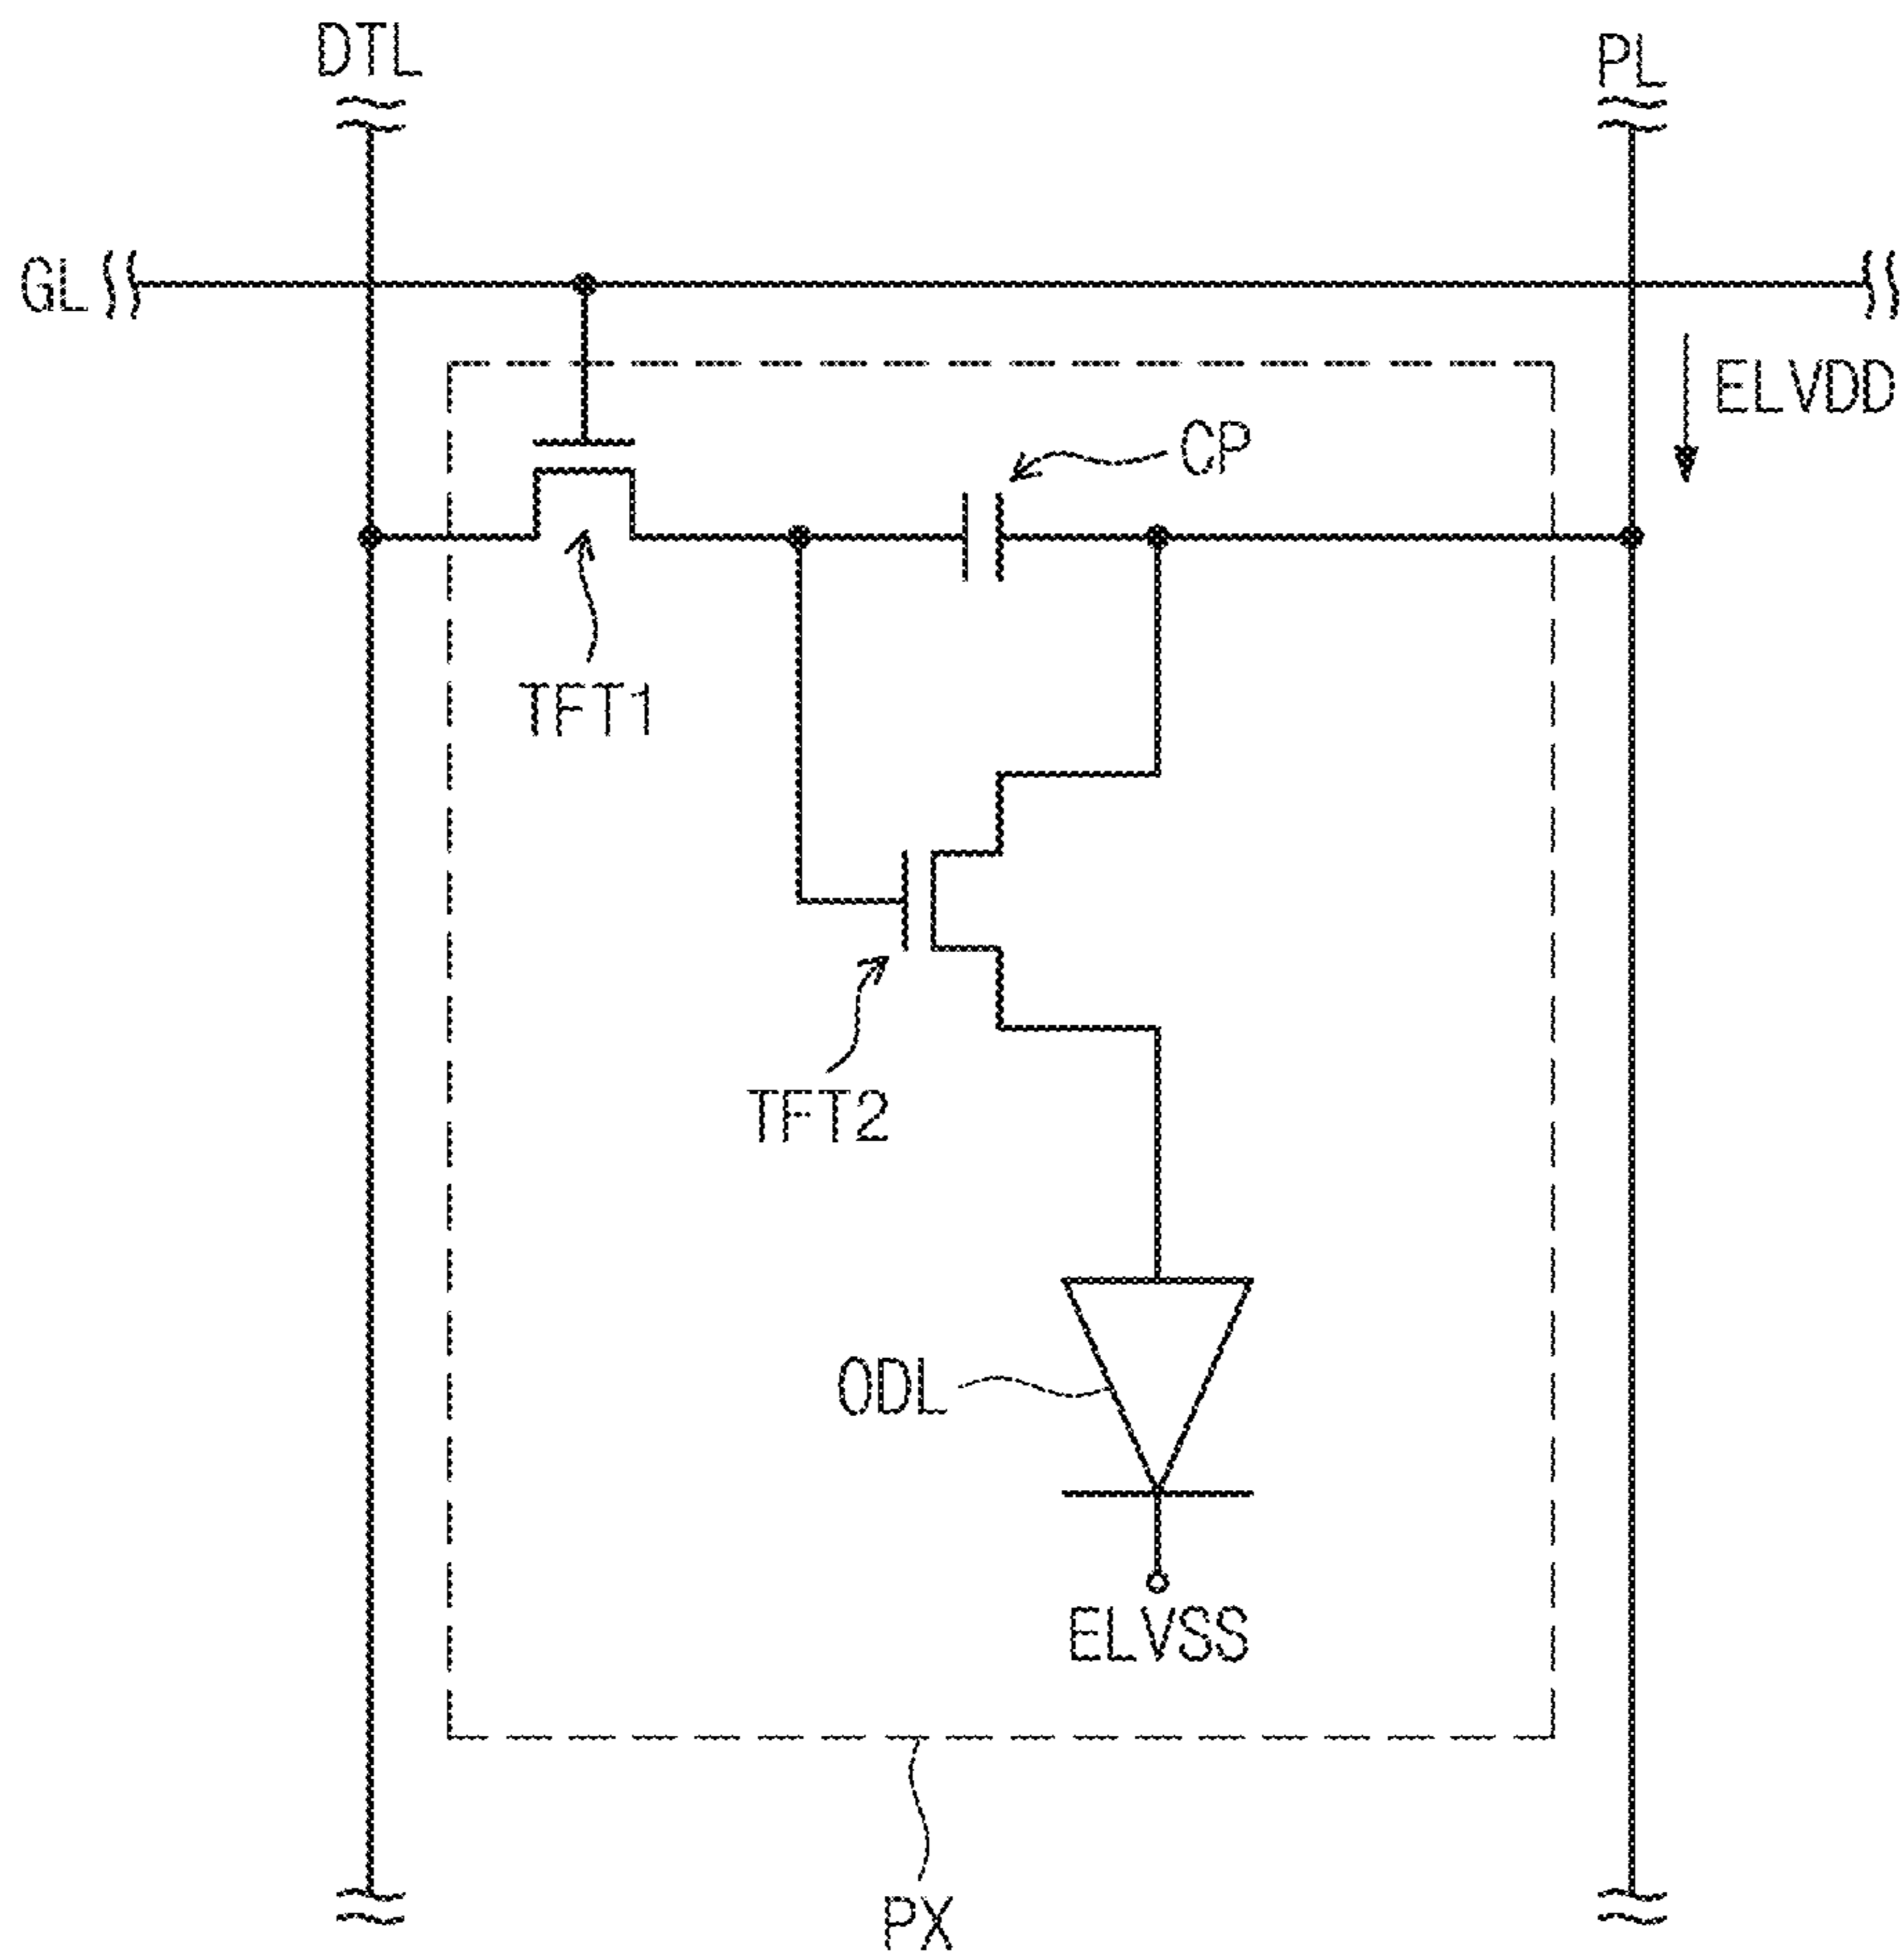 DTL
PL
GL
ELVDD
CP
TFT1
TFT2
ODL
ELVSS
PX